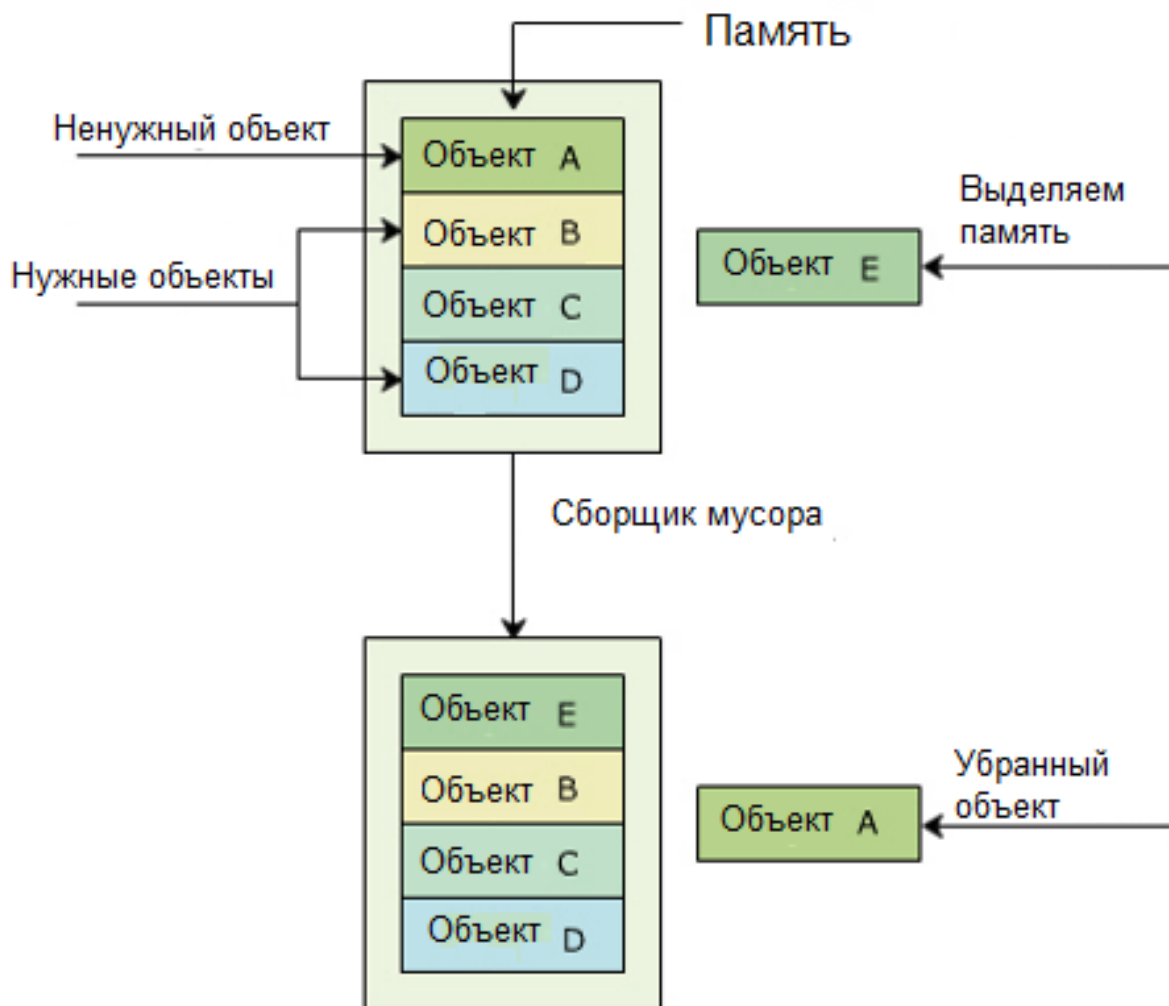 Память
Ненужный объект
Объект A
Объект B
Нужные объекты
Объект C
Объект D
Выделяем
память
Объект E
Сборщик мусора
Объект E
Объект B
Объект C
Объект D
Убранный
объект
Объект A